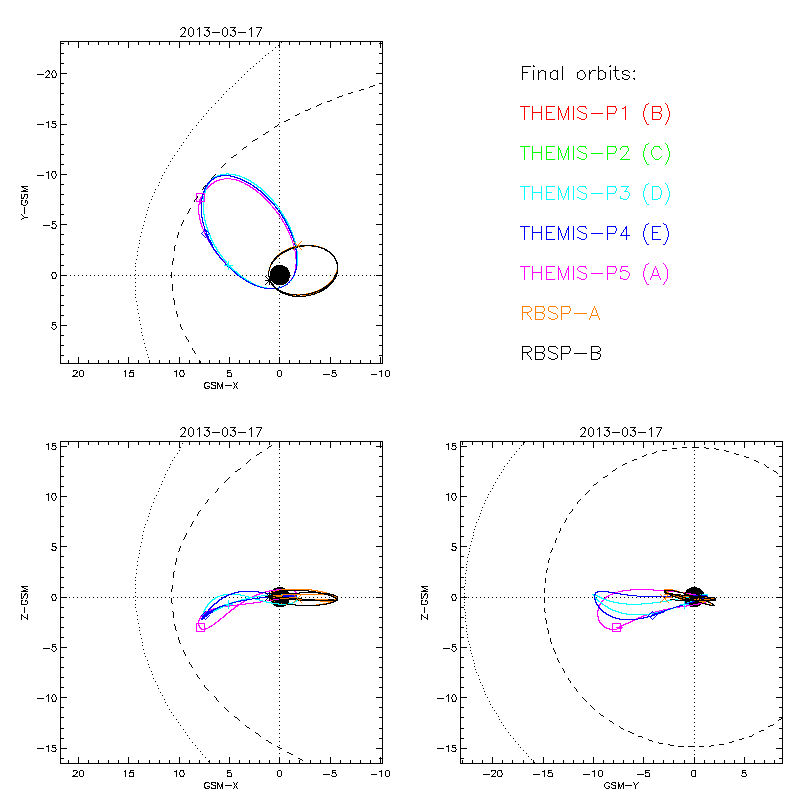 2013-03-17
Y-GSM
-20
-15
-10
-5
0
5
20 15 10 5 0 -5 -10
GSM-X
Final orbits:
THEMIS-P1 (B)
THEMIS-P2 (C)
THEMIS-P3 (D)
THEMIS-P4 (E)
THEMIS-P5 (A)
RBSP-A
RBSP-B
2013-03-17
Z-GSM
15
10
5
0
-5
-10
-15
20 15 10 5 0 -5 -10
GSM-X
2013-03-17
Z-GSM
15
10
5
0
-5
-10
-15
-20 -15 -10 -5 0 5
GSM-Y